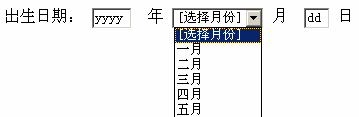 出生日期： yyyy 年 [选择月份] 月 dd 日
[选择月份]
一月
二月
三月
四月
五月